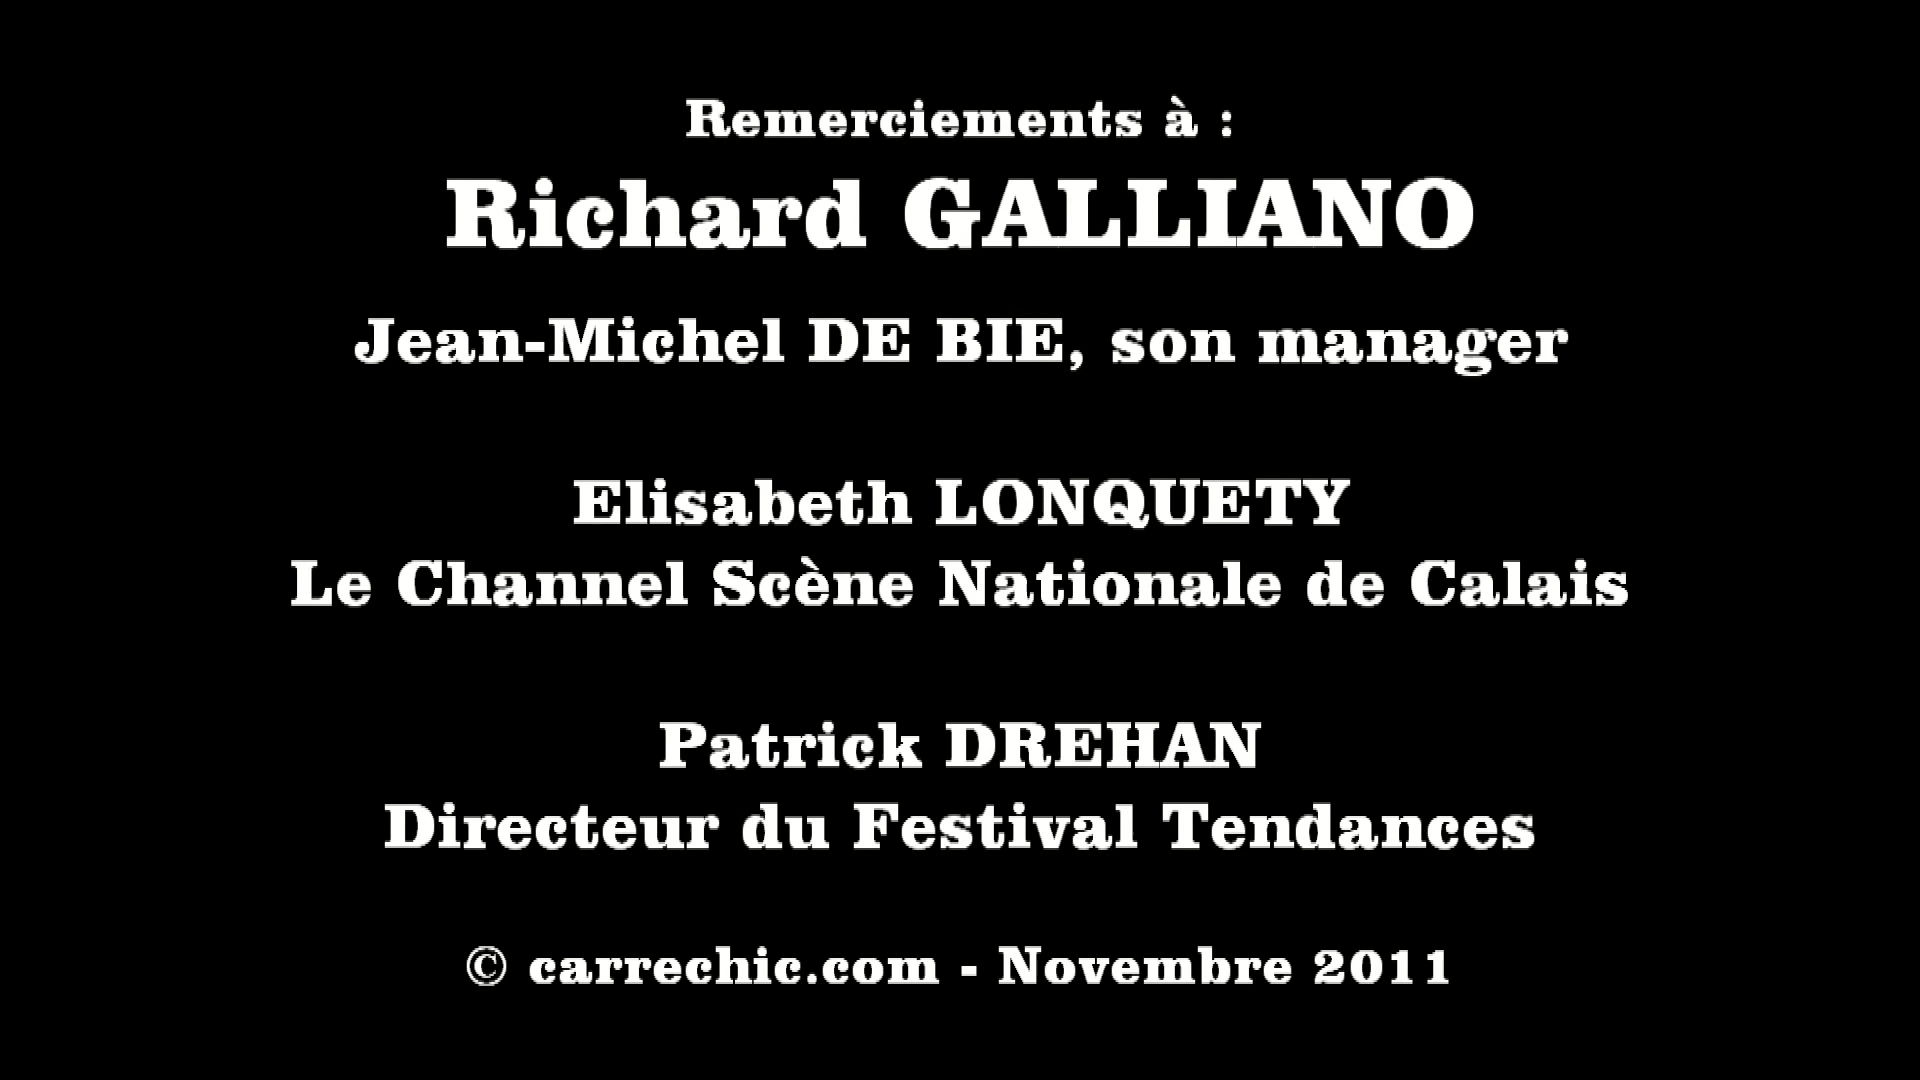 Remerciements à :
Richard GALLIANO
Jean-Michel DE BIE, son manager
Elisabeth LONQUETY
Le Channel Scène Nationale de Calais
Patrick DREHAN
Directeur du Festival Tendances
© carrechic.com - Novembre 2011